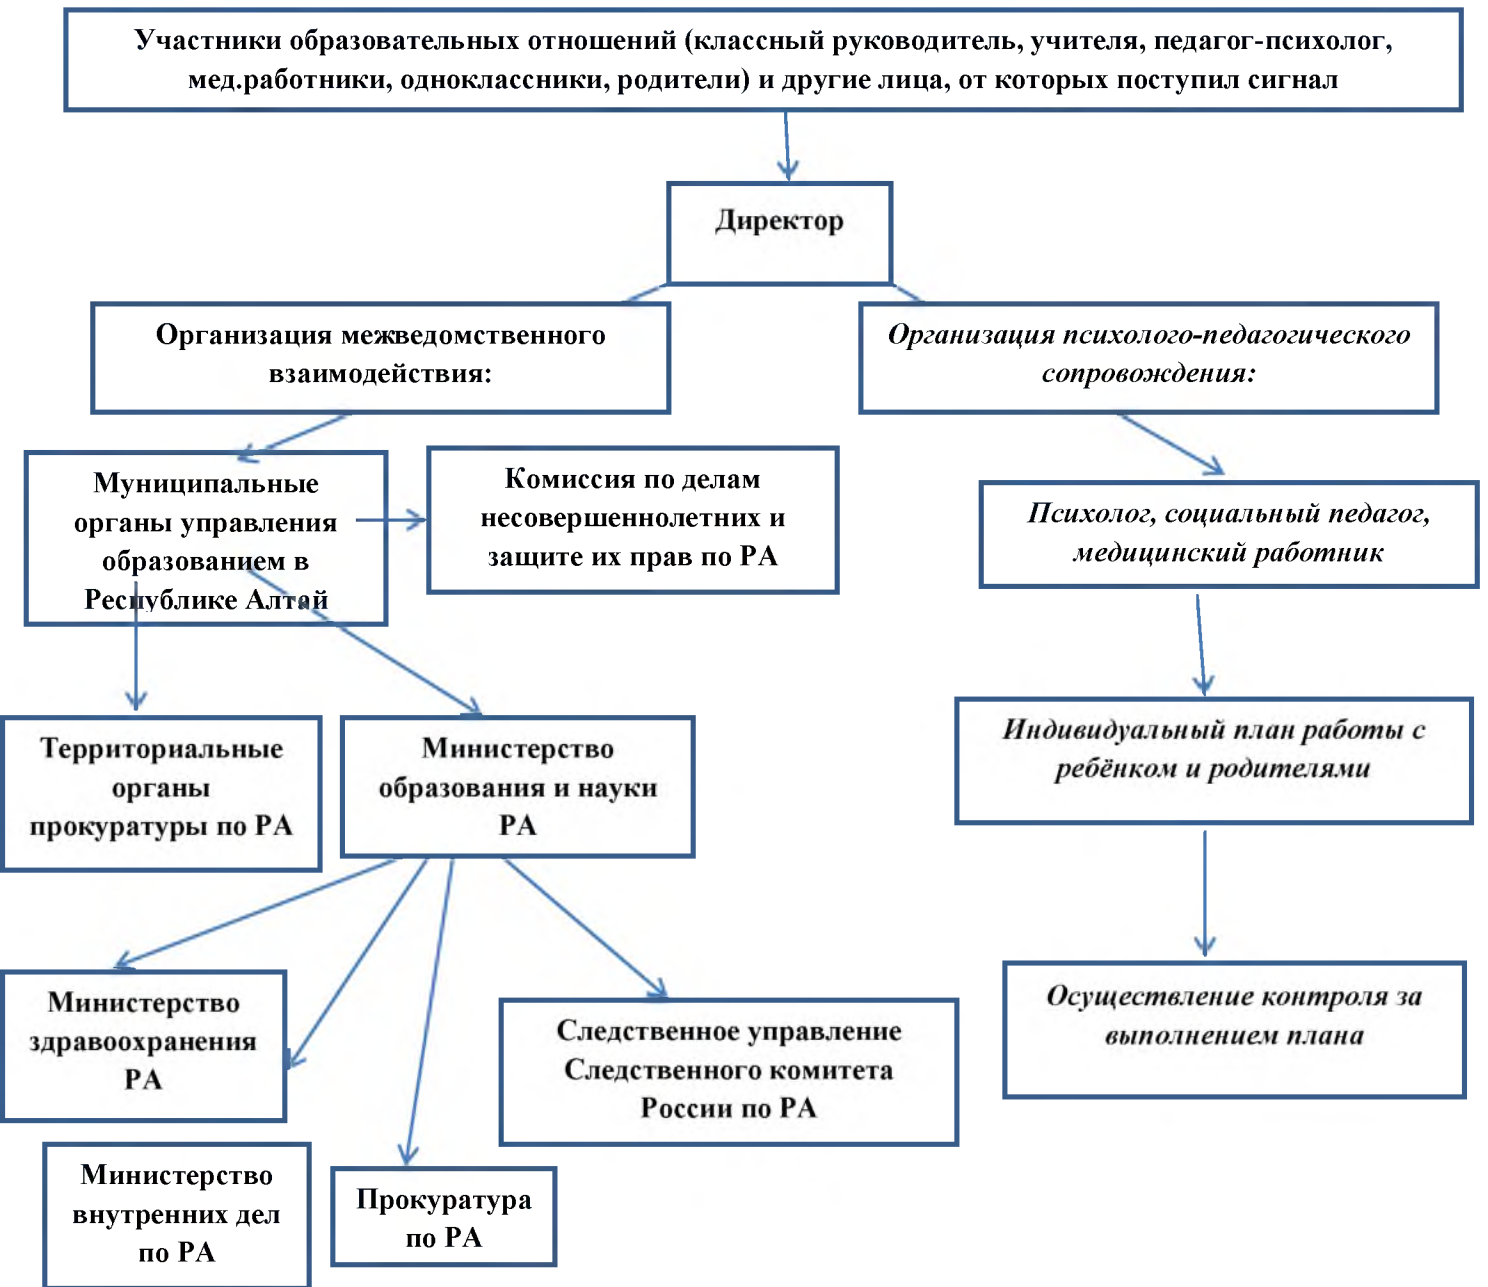 Участники образовательных отношений (классный руководитель, учителя, педагог-психолог,
мед.работники, одноклассники, родители) и другие лица, от которых поступил сигнал
Директор
Организация межведомственного
взаимодействия:
Организация психолого-педагогического
сопровождения:
Муниципальные
органы управления
образованием в
Республике Алтай
Комиссия по делам
несовершеннолетних и
защите их прав по РА
Психолог, социальный педагог,
медицинский работник
Территориальные
органы
прокуратуры по РА
Министерство
образования и науки
РА
Индивидуальный план работы с
ребёнком и родителями
Министерство
здравоохранения
РА
Следственное управление
Следственного комитета
России по РА
Осуществление контроля за
выполнением плана
Министерство
внутренних дел
по РА
Прокуратура
по РА